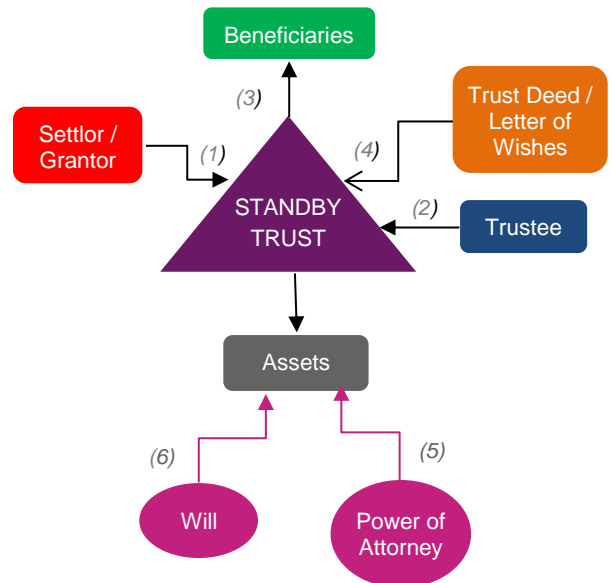 Beneficiaries
(3)
Settlor /
Grantor
(1)
(4)
Trust Deed /
Letter of
Wishes
STANDBY
TRUST
(2)
Trustee
Assets
(6)
(5)
Will
Power of
Attorney